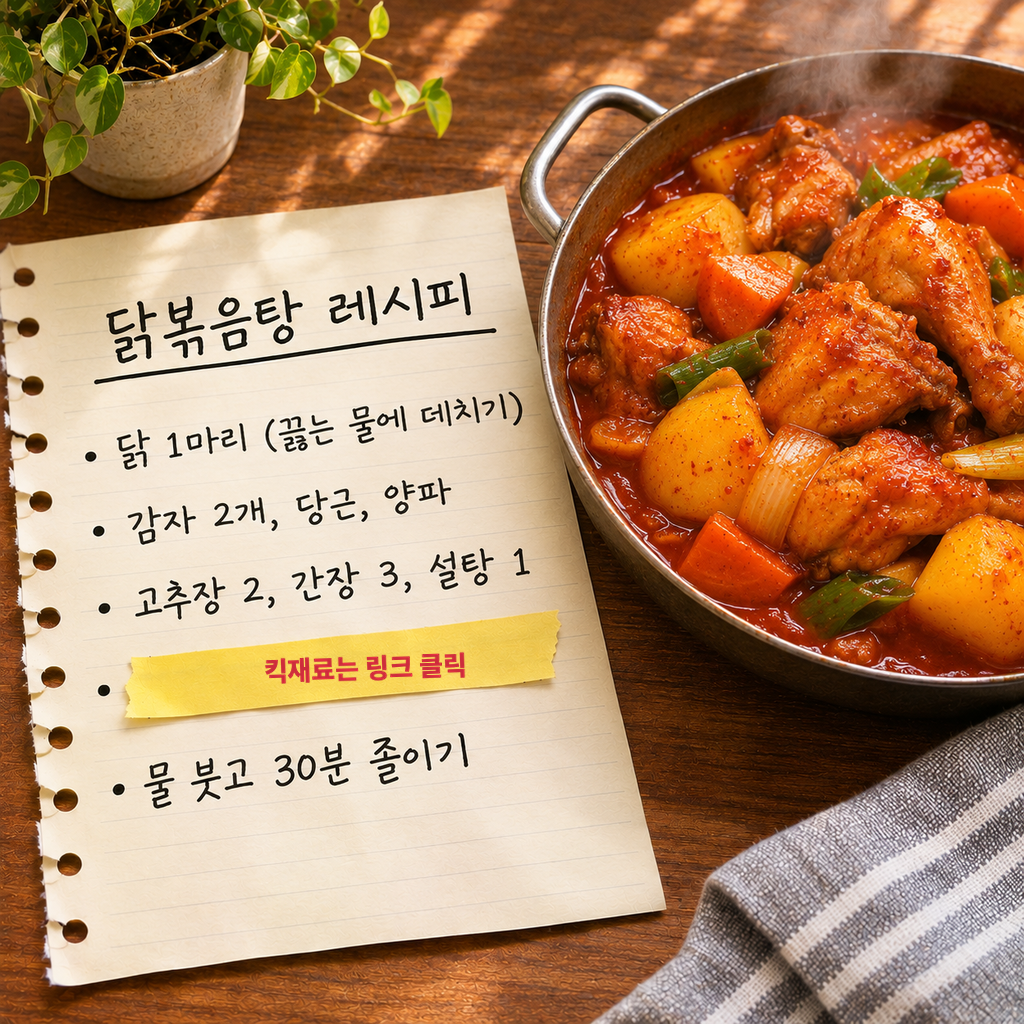 닭볶음탕 레시피
• 닭 1마리 (끓는 물에 데치기)
• 감자 2개, 당근, 양파
• 고추장 2, 간장 3, 설탕 1
• 킥재료는 링크 클릭
• 물 붓고 30분 졸이기